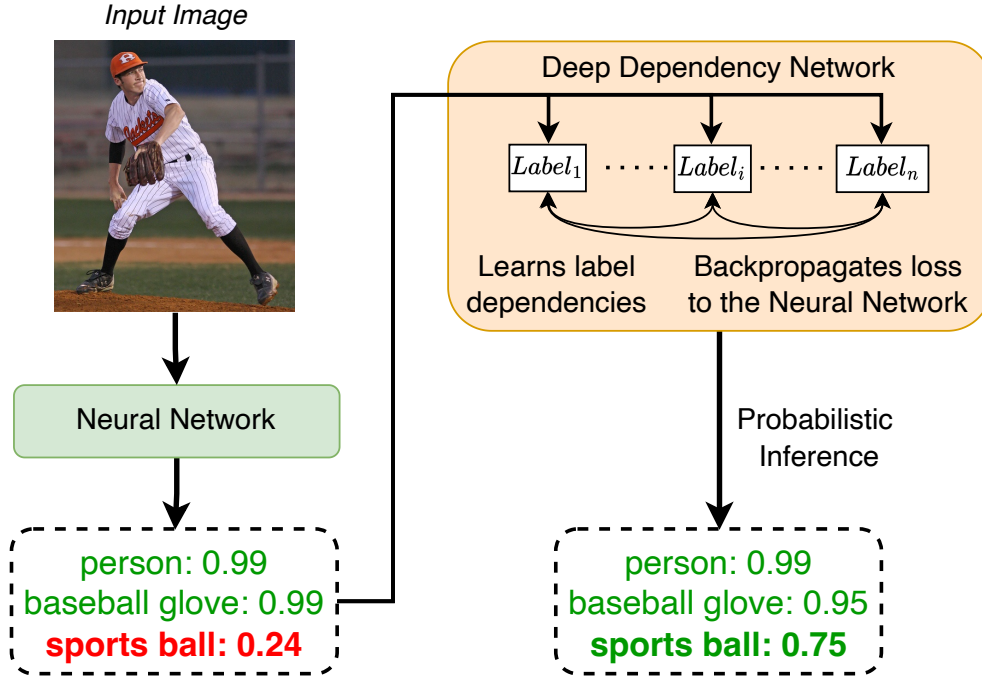 Input Image
Neural Network
person: 0.99
baseball glove: 0.99
sports ball: 0.24
Deep Dependency Network
Label₁ ..... Labelᵢ ..... Labelₙ
Learns label
dependencies
Backpropagates loss
to the Neural Network
Probabilistic
Inference
person: 0.99
baseball glove: 0.95
sports ball: 0.75